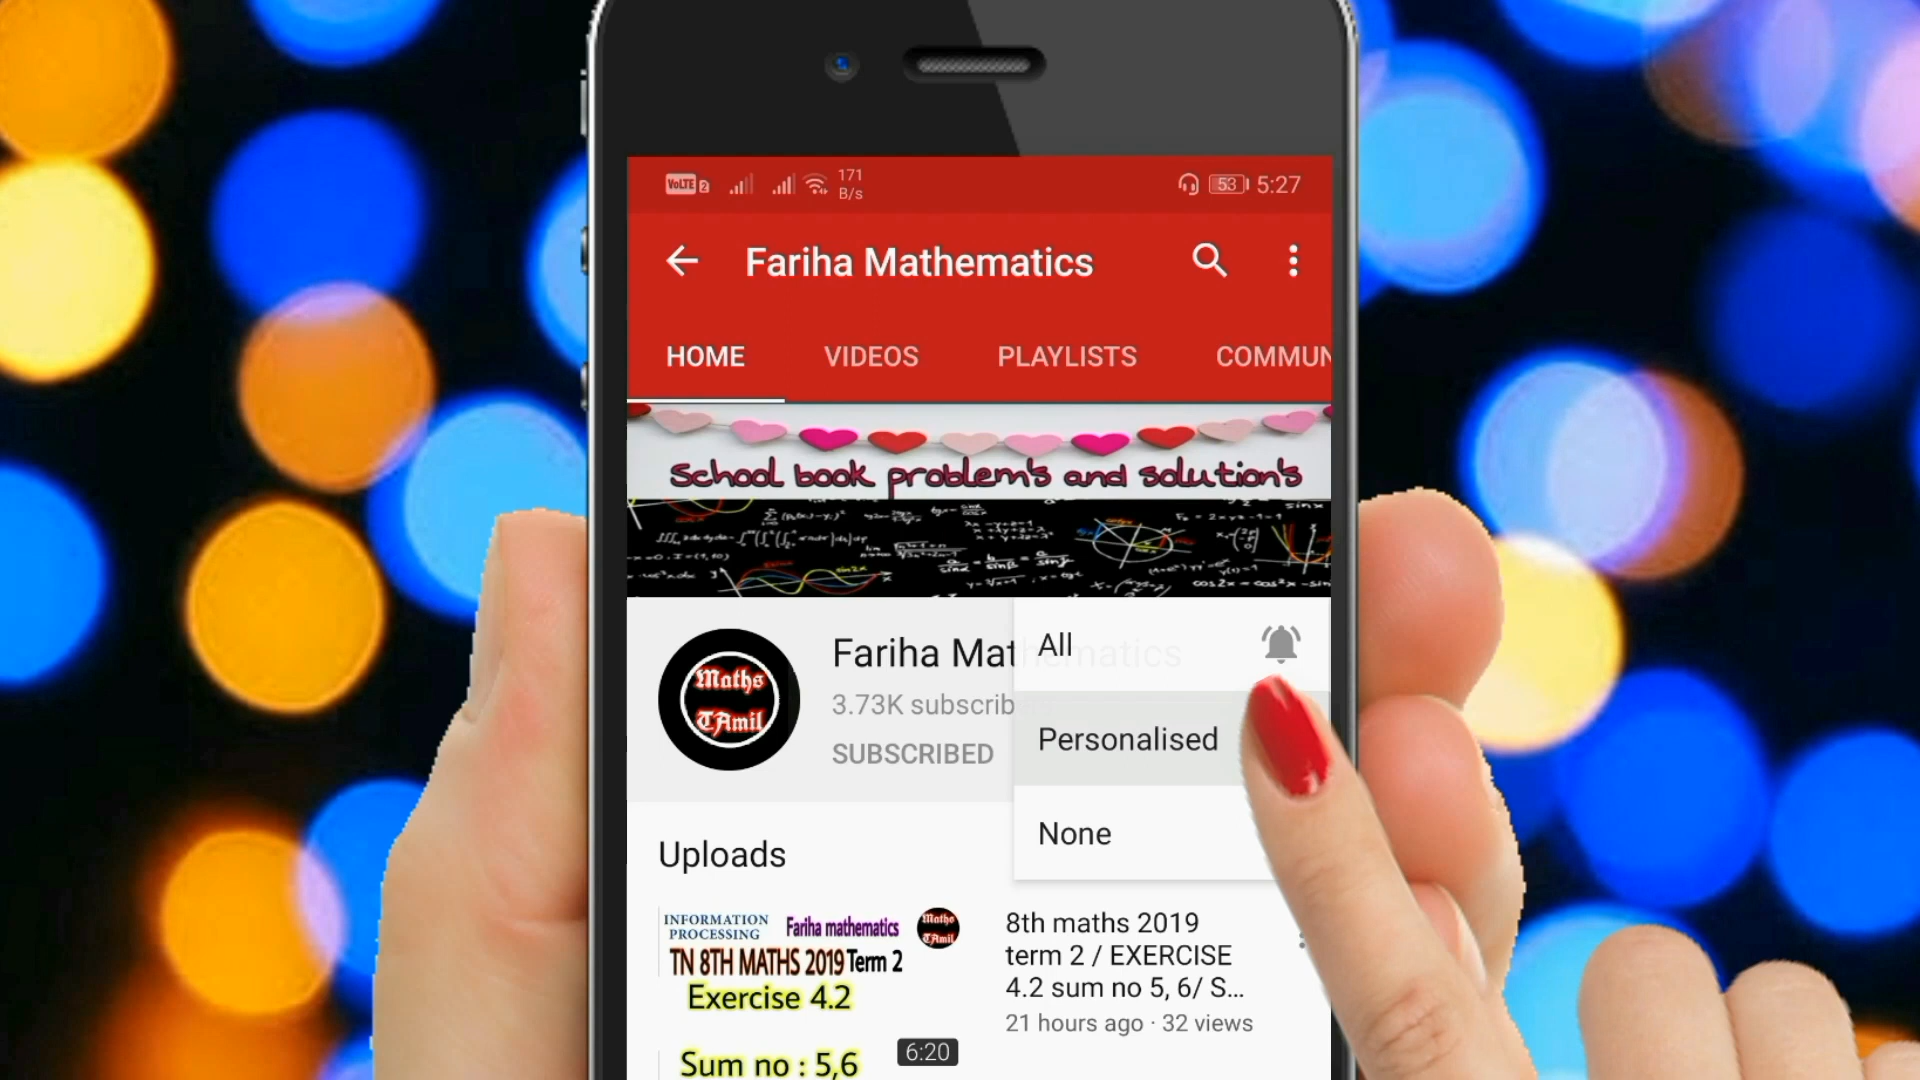 VoLTE 2
171
B/s
53 5:27
Fariha Mathematics
HOME VIDEOS PLAYLISTS COMMUN
School book problem's and solution's
Maths
TAmil
Fariha Mathematics
3.73K subscrib
SUBSCRIBED
All
Personalised
None
Uploads
INFORMATION
PROCESSING
Fariha mathematics
Maths
TAmil
TN 8TH MATHS 2019 Term 2
Exercise 4.2
Sum no : 5,6
6:20
8th maths 2019
term 2 / EXERCISE
4.2 sum no 5, 6/ S...
21 hours ago · 32 views